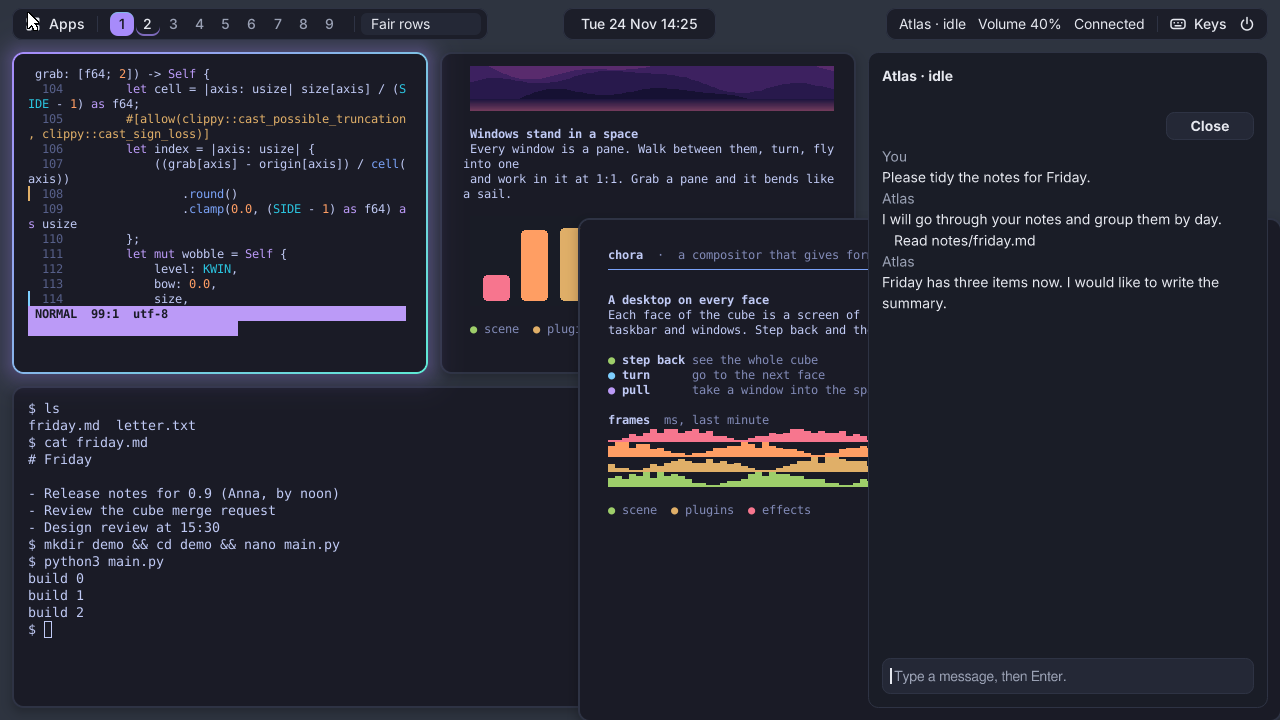 Apps 1 2 3 4 5 6 7 8 9 Fair rows
Tue 24 Nov 14:25
Atlas · idle Volume 40% Connected Keys
grab: [f64; 2]) -> Self {
104 let cell = |axis: usize| size[axis] / (S
IDE - 1) as f64;
105 #[allow(clippy::cast_possible_truncation
, clippy::cast_sign_loss)]
106 let index = |axis: usize| {
107 ((grab[axis] - origin[axis]) / cell(
axis))
108 .round()
109 .clamp(0.0, (SIDE - 1) as f64) a
s usize
110 };
111 let mut wobble = Self {
112 level: KWIN,
113 bow: 0.0,
114 size,
NORMAL 99:1 utf-8
Windows stand in a space
Every window is a pane. Walk between them, turn, fly
into one
and work in it at 1:1. Grab a pane and it bends like
a sail.
scene plugi
$ ls
friday.md letter.txt
$ cat friday.md
# Friday
- Release notes for 0.9 (Anna, by noon)
- Review the cube merge request
- Design review at 15:30
$ mkdir demo && cd demo && nano main.py
$ python3 main.py
build 0
build 1
build 2
$
chora · a compositor that gives for
A desktop on every face
Each face of the cube is a screen of
taskbar and windows. Step back and th
step back see the whole cube
turn go to the next face
pull take a window into the sp
frames ms, last minute
scene plugins effects
Atlas · idle
Close
You
Please tidy the notes for Friday.
Atlas
I will go through your notes and group them by day.
Read notes/friday.md
Atlas
Friday has three items now. I would like to write the
summary.
Type a message, then Enter.